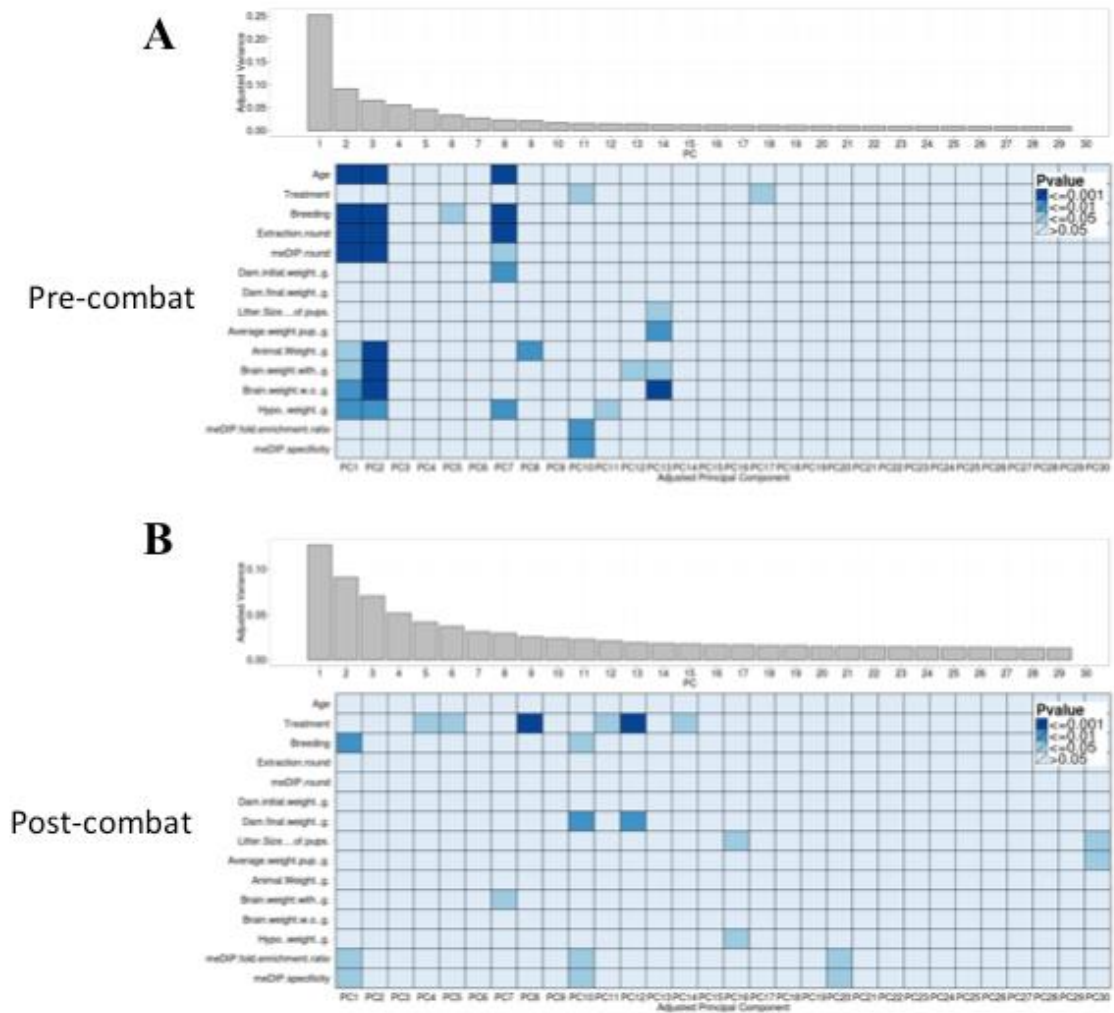 A
Adjusted Variance
0.25
0.20
0.15
0.10
0.05
0.00
1 2 3 4 5 6 7 8 9 10 11 12 13 14 15 16 17 18 19 20 21 22 23 24 25 26 27 28 29 30
PC
Pre-combat
Age
Treatment
Breeding
Extraction.round
meDIP.round
Dam.initial.weight..g.
Dam.final.weight..g.
Litter.Size....of.pups.
Average.weight.pup..g.
Animal.Weight..g.
Brain.weight.with..g.
Brain.weight.w.o..g.
Hypo..weight..g.
meDIP.fold.enrichment.ratio
meDIP.specificity
Pvalue
<=0.001
<=0.01
<=0.05
>0.05
PC1 PC2 PC3 PC4 PC5 PC6 PC7 PC8 PC9 PC10 PC11 PC12 PC13 PC14 PC15 PC16 PC17 PC18 PC19 PC20 PC21 PC22 PC23 PC24 PC25 PC26 PC27 PC28 PC29 PC30
Adjusted Principal Component
B
Adjusted Variance
0.10
0.05
0.00
1 2 3 4 5 6 7 8 9 10 11 12 13 14 15 16 17 18 19 20 21 22 23 24 25 26 27 28 29 30
PC
Post-combat
Age
Treatment
Breeding
Extraction.round
meDIP.round
Dam.initial.weight..g.
Dam.final.weight..g.
Litter.Size....of.pups.
Average.weight.pup..g.
Animal.Weight..g.
Brain.weight.with..g.
Brain.weight.w.o..g.
Hypo..weight..g.
meDIP.fold.enrichment.ratio
meDIP.specificity
Pvalue
<=0.001
<=0.01
<=0.05
>0.05
PC1 PC2 PC3 PC4 PC5 PC6 PC7 PC8 PC9 PC10 PC11 PC12 PC13 PC14 PC15 PC16 PC17 PC18 PC19 PC20 PC21 PC22 PC23 PC24 PC25 PC26 PC27 PC28 PC29 PC30
Adjusted Principal Component